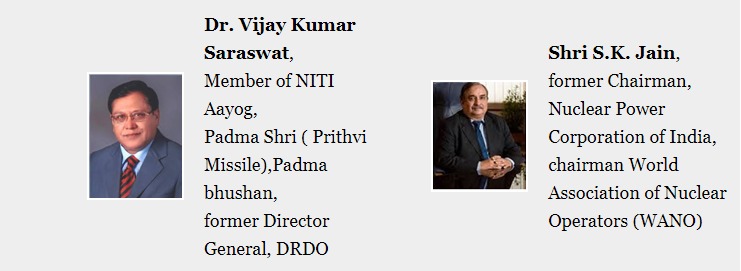 Dr. Vijay Kumar
Saraswat,
Member of NITI
Aayog,
Padma Shri ( Prithvi
Missile),Padma
bhushan,
former Director
General, DRDO
Shri S.K. Jain,
former Chairman,
Nuclear Power
Corporation of India,
chairman World
Association of Nuclear
Operators (WANO)